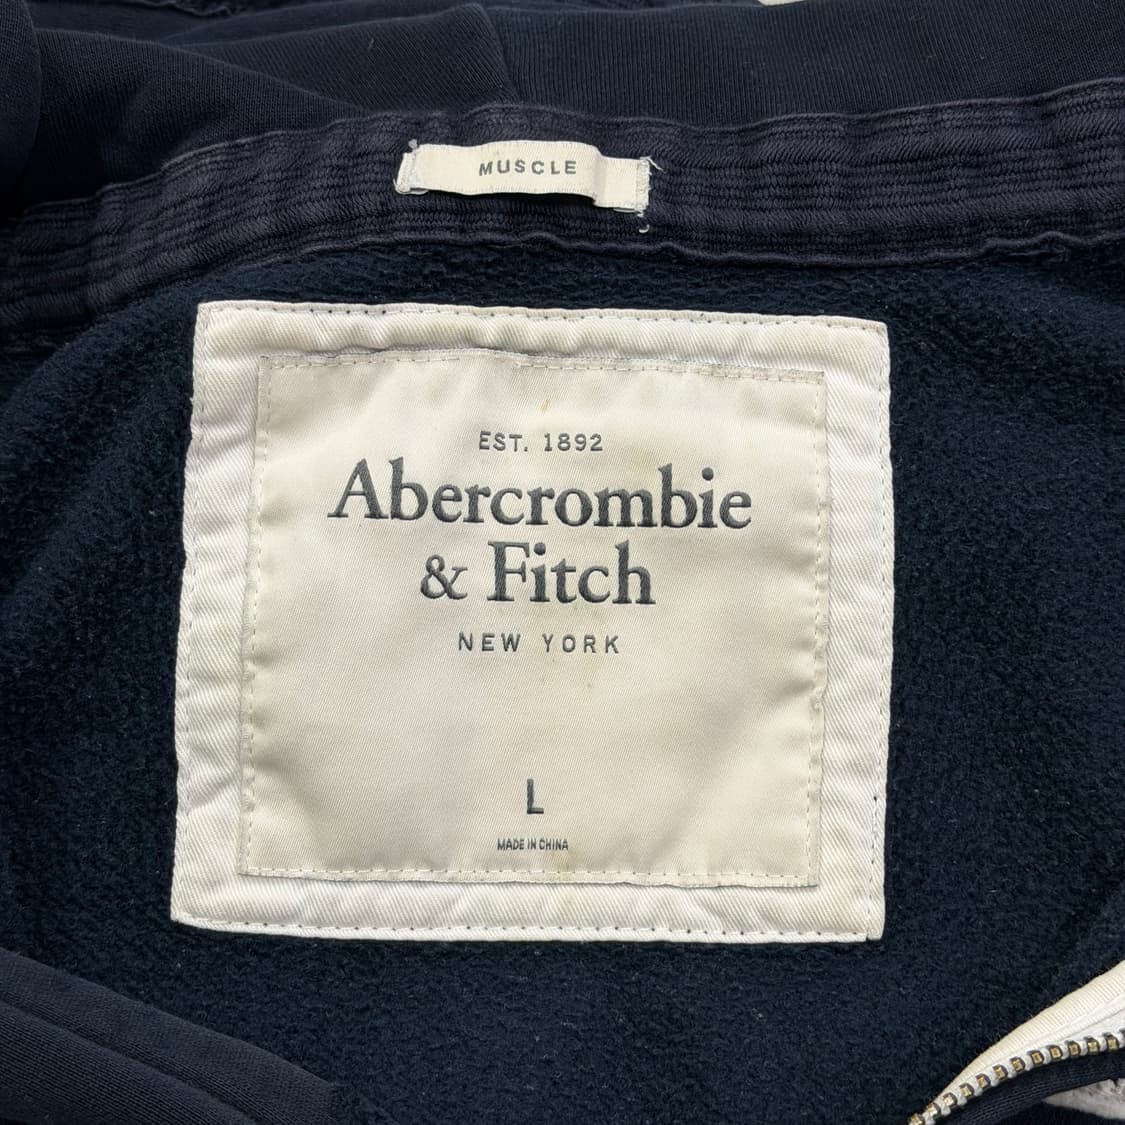 MUSCLE
EST. 1892
Abercrombie
& Fitch
NEW YORK
L
MADE IN CHINA